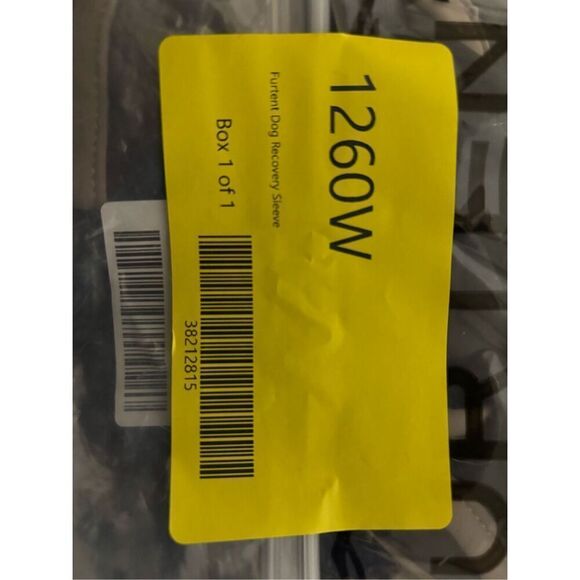 1260W
Furtent Dog Recovery Sleeve
Box 1 of 1
38212815